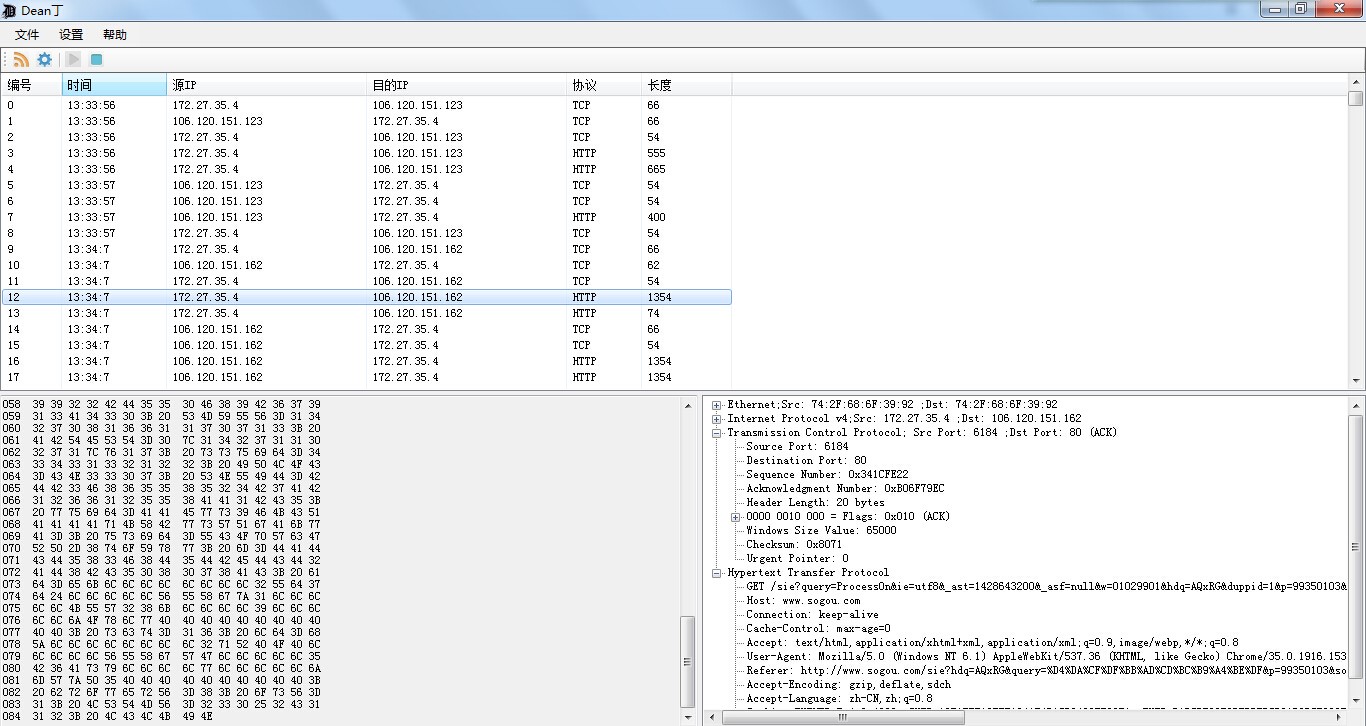 Dean丁
文件 设置 帮助
编号 时间 源IP 目的IP 协议 长度
0 13:33:56 172.27.35.4 106.120.151.123 TCP 66
1 13:33:56 106.120.151.123 172.27.35.4 TCP 66
2 13:33:56 172.27.35.4 106.120.151.123 TCP 54
3 13:33:56 172.27.35.4 106.120.151.123 HTTP 555
4 13:33:56 172.27.35.4 106.120.151.123 HTTP 665
5 13:33:57 106.120.151.123 172.27.35.4 TCP 54
6 13:33:57 106.120.151.123 172.27.35.4 TCP 54
7 13:33:57 106.120.151.123 172.27.35.4 HTTP 400
8 13:33:57 172.27.35.4 106.120.151.123 TCP 54
9 13:34:7 172.27.35.4 106.120.151.162 TCP 66
10 13:34:7 106.120.151.162 172.27.35.4 TCP 62
11 13:34:7 172.27.35.4 106.120.151.162 TCP 54
12 13:34:7 172.27.35.4 106.120.151.162 HTTP 1354
13 13:34:7 172.27.35.4 106.120.151.162 HTTP 74
14 13:34:7 106.120.151.162 172.27.35.4 TCP 66
15 13:34:7 106.120.151.162 172.27.35.4 TCP 54
16 13:34:7 106.120.151.162 172.27.35.4 HTTP 1354
17 13:34:7 106.120.151.162 172.27.35.4 HTTP 1354
058 39 39 32 32 42 44 35 35 30 46 38 39 42 36 37 39
059 31 33 41 34 33 30 3B 20 53 4D 59 55 56 3D 31 34
060 32 37 30 38 31 36 36 31 31 37 30 37 31 33 3B 20
061 41 42 54 45 53 54 3D 30 7C 31 34 32 37 31 31 30
062 32 37 31 7C 76 31 37 3B 20 73 73 75 69 64 3D 34
063 33 34 33 31 33 32 31 32 32 3B 20 49 50 4C 4F 43
064 3D 43 4E 33 33 30 37 3B 20 53 4E 55 49 44 3D 42
065 44 42 33 46 38 36 35 35 38 35 32 34 42 37 41 42
066 31 32 36 36 31 32 35 35 38 41 41 31 42 43 35 3B
067 20 77 75 69 64 3D 41 41 45 77 73 39 46 4B 43 51
068 41 41 41 41 71 4B 58 42 77 73 57 51 67 41 6B 77
069 41 3D 3B 20 75 73 69 64 3D 55 43 4F 70 57 63 47
070 52 50 2D 38 74 6F 59 78 77 3B 20 6D 3D 44 41 44
071 43 44 35 38 33 46 38 44 35 44 42 45 44 43 44 32
072 41 44 38 42 43 35 30 38 30 37 38 41 43 3B 20 61
073 64 3D 65 6B 6C 6C 6C 6C 6C 6C 6C 6C 32 55 64 37
074 64 24 6C 6C 6C 6C 6C 56 55 58 67 7A 31 6C 6C 6C
075 6C 6C 4B 55 57 32 38 6B 6C 6C 6C 6C 39 6C 6C 6C
076 6C 6C 6A 4F 78 6C 77 40 40 40 40 40 40 40 40 40
077 40 40 3B 20 73 63 74 3D 31 36 3B 20 6C 64 3D 68
078 5A 6C 6C 6C 6C 6C 6C 6C 6C 32 71 52 40 4F 40 6C
079 6C 6C 6C 6C 56 55 58 67 57 47 6C 6C 6C 6C 6C 35
080 42 36 41 73 79 6C 6C 6C 6C 77 6C 6C 6C 6C 6C 6A
081 6D 57 7A 50 35 40 40 40 40 40 40 40 40 40 40 3B
082 20 62 72 6F 77 65 72 56 3D 38 3B 20 6F 73 56 3D
083 31 3B 20 4C 53 54 4D 56 3D 32 33 30 25 32 43 31
084 31 32 3B 20 4C 43 4C 4B 49 4E
Ethernet;Src: 74:2F:68:6F:39:92 ;Dst: 74:2F:68:6F:39:92
Internet Protocol v4;Src: 172.27.35.4 ;Dst: 106.120.151.162
Transmission Control Protocol; Src Port: 6184 ;Dst Port: 80 (ACK)
Source Port: 6184
Destination Port: 80
Sequence Number: 0x341CFE22
Acknowledgment Number: 0xB06F79EC
Header Length: 20 bytes
0000 0010 000 = Flags: 0x010 (ACK)
Windows Size Value: 65000
Checksum: 0x8071
Urgent Pointer: 0
Hypertext Transfer Protocol
GET /sie?query=ProcessOn&ie=utf8&_ast=1428643200&_asf=null&w=01029901&hdq=AQxRG&duppid=1&p=99350103&
Host: www.sogou.com
Connection: keep-alive
Cache-Control: max-age=0
Accept: text/html,application/xhtml+xml,application/xml;q=0.9,image/webp,*/*;q=0.8
User-Agent: Mozilla/5.0 (Windows NT 6.1) AppleWebKit/537.36 (KHTML, like Gecko) Chrome/35.0.1916.153
Referer: http://www.sogou.com/sie?hdq=AQxRG&query=%D4%DA%CF%DF%BB%AD%CD%BC%B9%A4%BE%DF&p=99350103&so
Accept-Encoding: gzip,deflate,sdch
Accept-Language: zh-CN,zh;q=0.8